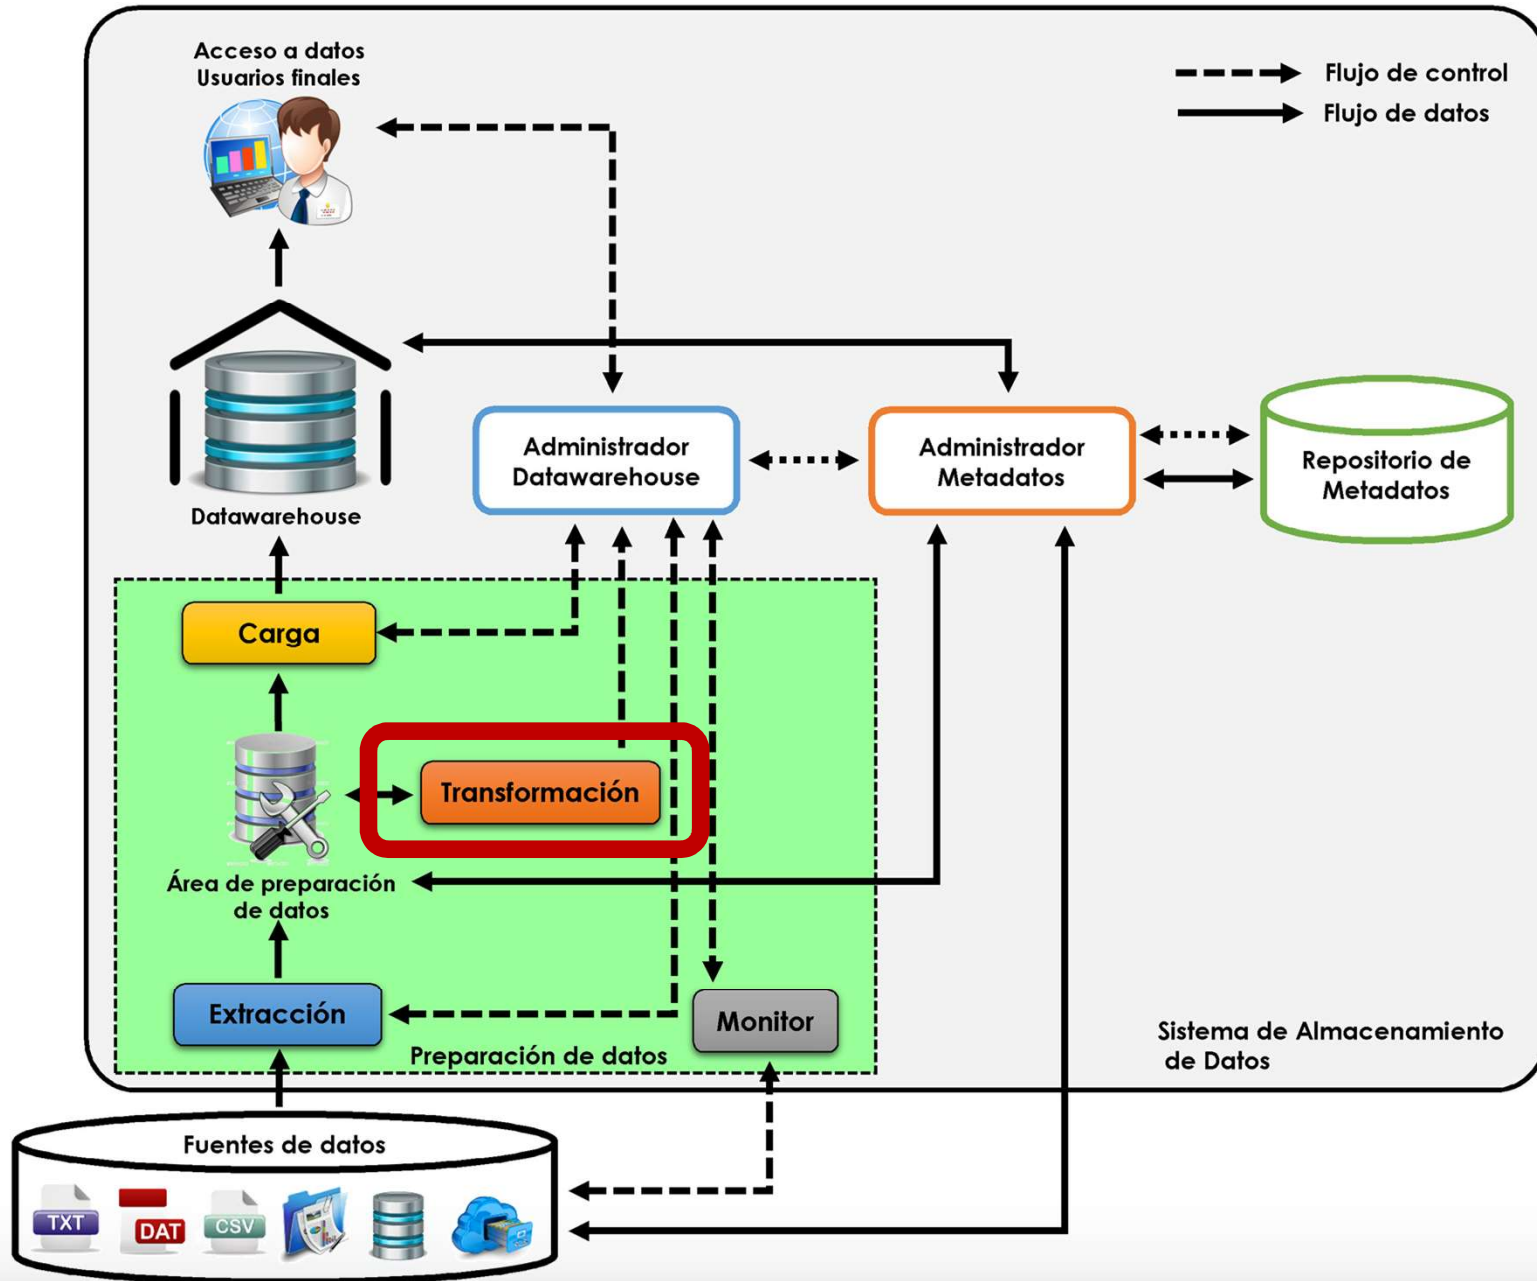 Acceso a datos
Usuarios finales
Flujo de control
Flujo de datos
Administrador
Datawarehouse
Administrador
Metadatos
Repositorio de
Metadatos
Datawarehouse
Carga
Transformación
Área de preparación
de datos
Extracción
Monitor
Preparación de datos
Sistema de Almacenamiento
de Datos
Fuentes de datos
TXT
DAT
CSV